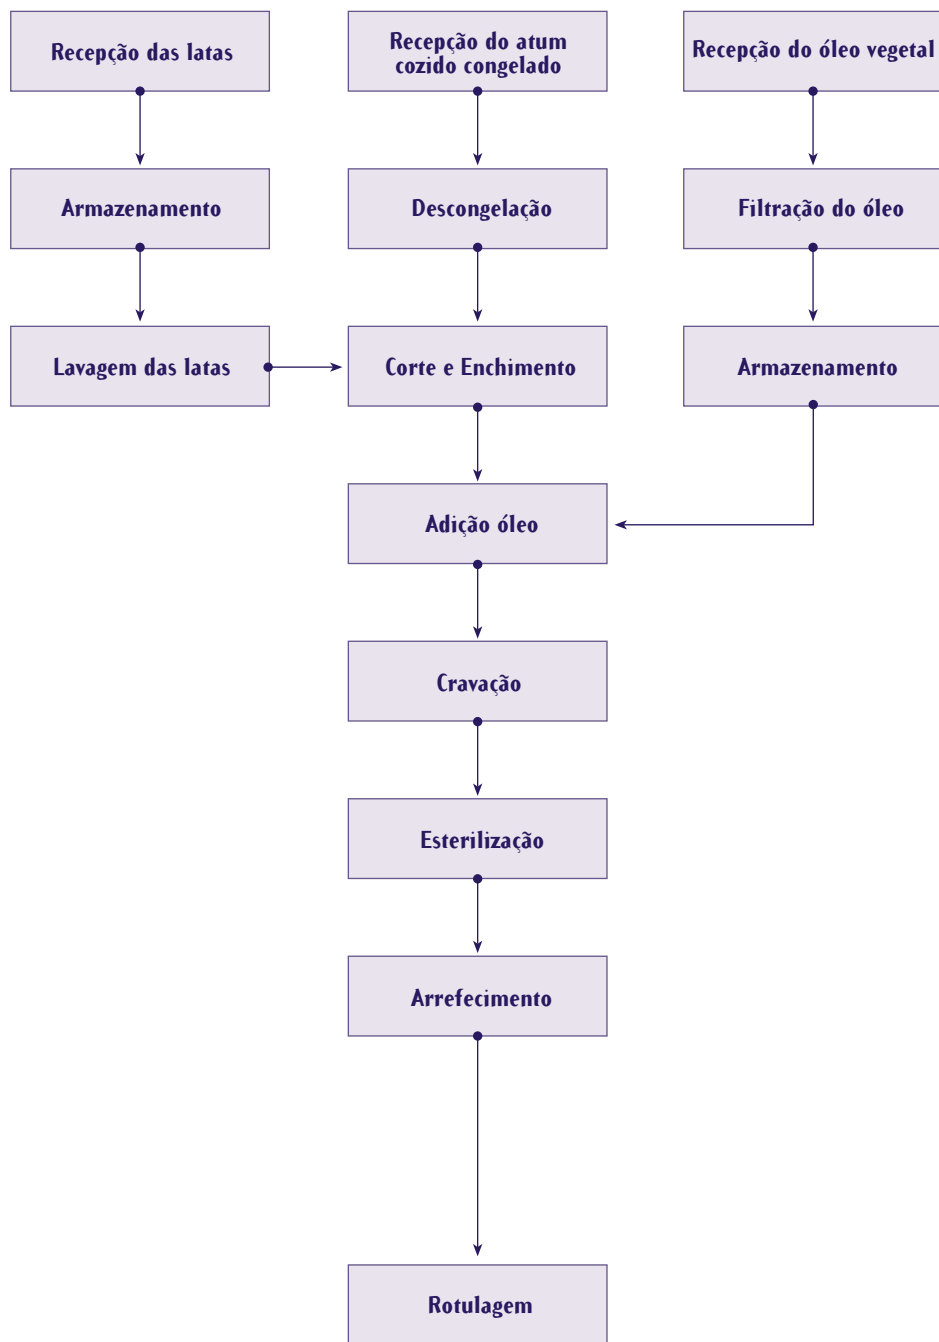 Recepção das latas
Recepção do atum
cozido congelado
Recepção do óleo vegetal
Armazenamento
Descongelação
Filtração do óleo
Lavagem das latas
Corte e Enchimento
Armazenamento
Adição óleo
Cravação
Esterilização
Arrefecimento
Rotulagem